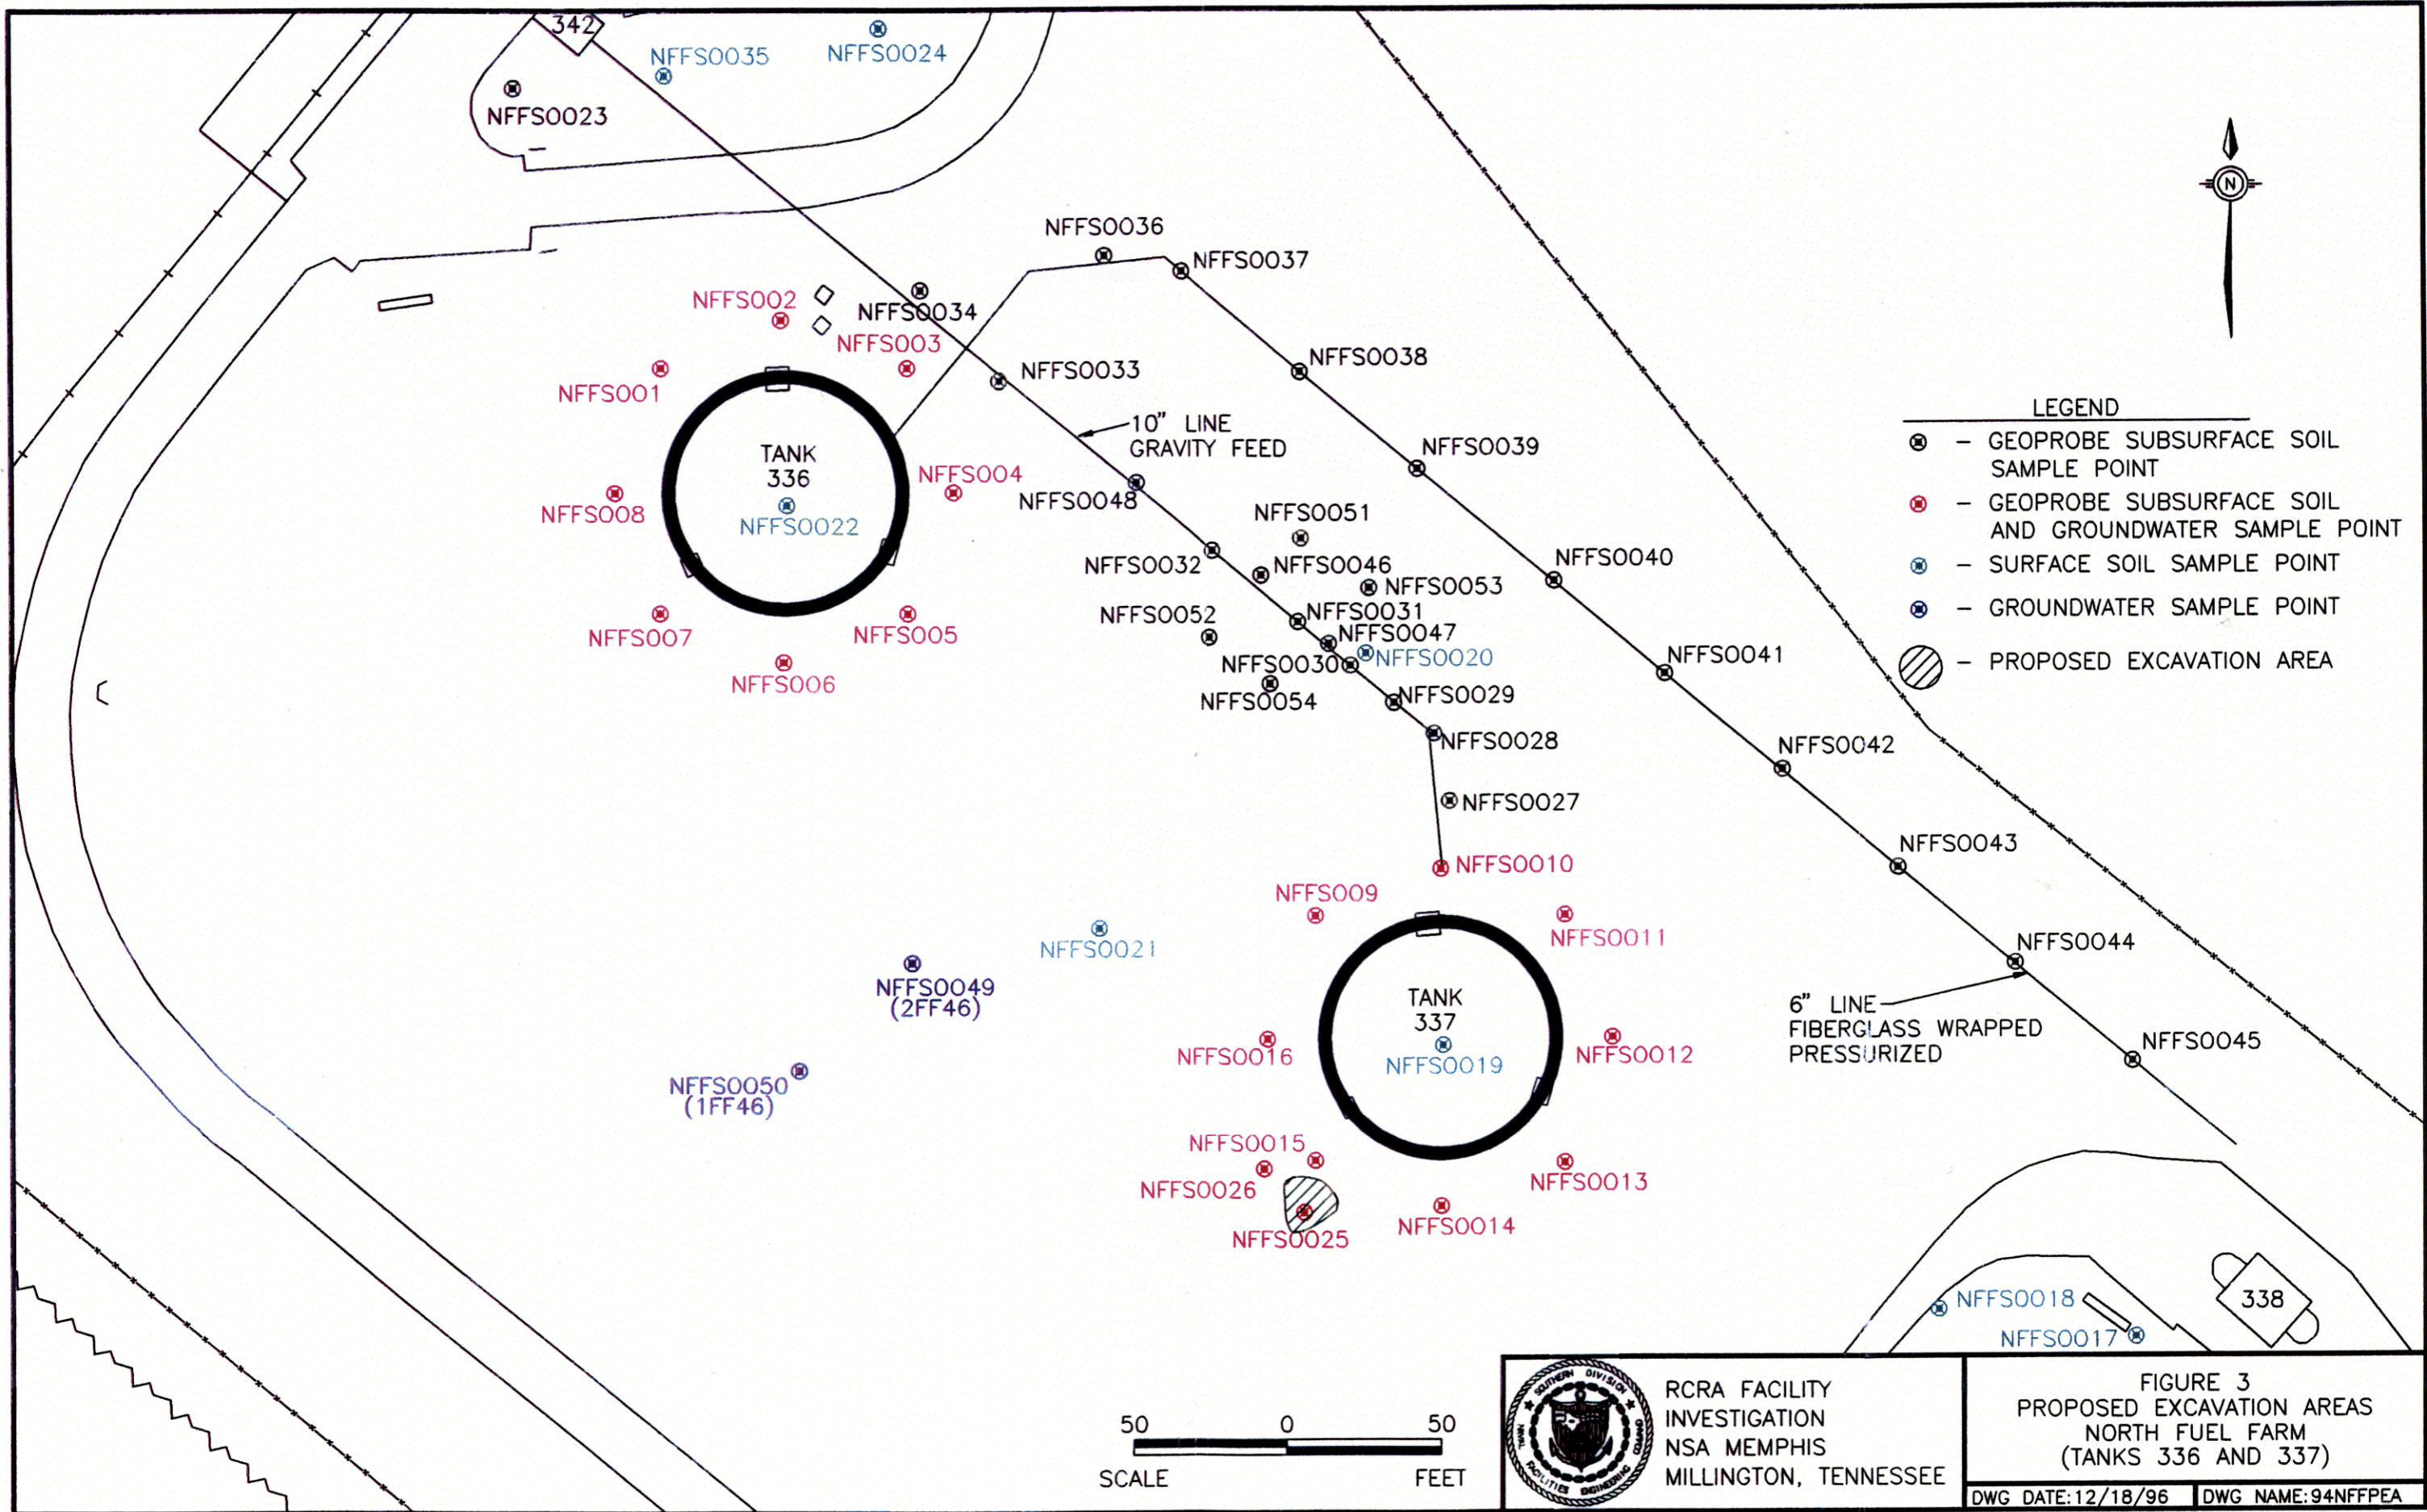 342
NFFS0035
NFFS0024
NFFS0023
NFFS0036
NFFS0037
NFFS002
NFFS0034
NFFS003
NFFS0033
NFFS0038
NFFS001
10" LINE
GRAVITY FEED
NFFS0039
TANK
336
NFFS0022
NFFS004
NFFS008
NFFS0048
NFFS0051
NFFS0032
NFFS0046
NFFS0053
NFFS0040
NFFS0052
NFFS0031
NFFS0047
NFFS007
NFFS005
NFFS0030
NFFS0020
NFFS0041
NFFS006
NFFS0054
NFFS0029
NFFS0028
NFFS0042
NFFS0027
NFFS0010
NFFS0043
NFFS009
NFFS0011
NFFS0021
NFFS0044
NFFS0049
(2FF46)
TANK
337
NFFS0019
6" LINE
FIBERGLASS WRAPPED
PRESSURIZED
NFFS0016
NFFS0012
NFFS0045
NFFS0050
(1FF46)
NFFS0015
NFFS0026
NFFS0013
NFFS0014
NFFS0025
NFFS0018
NFFS0017
338
N
LEGEND
– GEOPROBE SUBSURFACE SOIL
SAMPLE POINT
– GEOPROBE SUBSURFACE SOIL
AND GROUNDWATER SAMPLE POINT
– SURFACE SOIL SAMPLE POINT
– GROUNDWATER SAMPLE POINT
– PROPOSED EXCAVATION AREA
50 0 50
SCALE FEET
SOUTHERN DIVISION
NAVAL FACILITIES ENGINEERING COMMAND
RCRA FACILITY
INVESTIGATION
NSA MEMPHIS
MILLINGTON, TENNESSEE
FIGURE 3
PROPOSED EXCAVATION AREAS
NORTH FUEL FARM
(TANKS 336 AND 337)
DWG DATE:12/18/96
DWG NAME:94NFFPEA